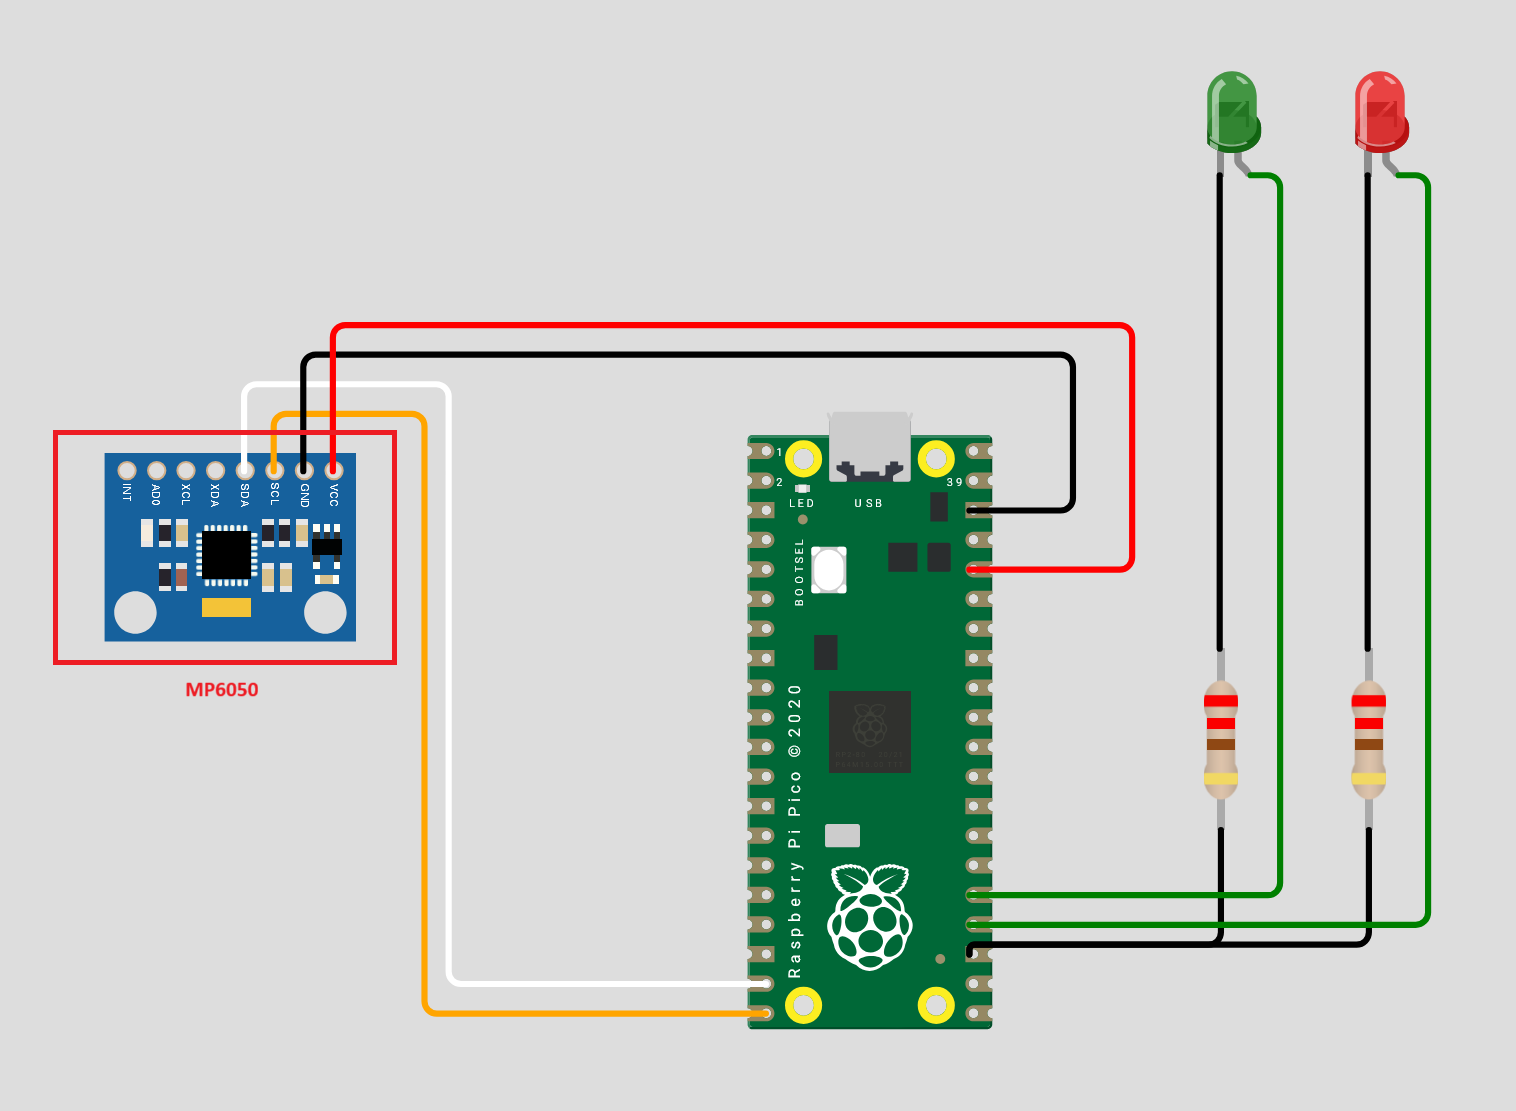 INT
AD0
XCL
XDA
SDA
SCL
GND
VCC
MP6050
1
2
39
LED
USB
BOOTSEL
Raspberry Pi Pico © 2020